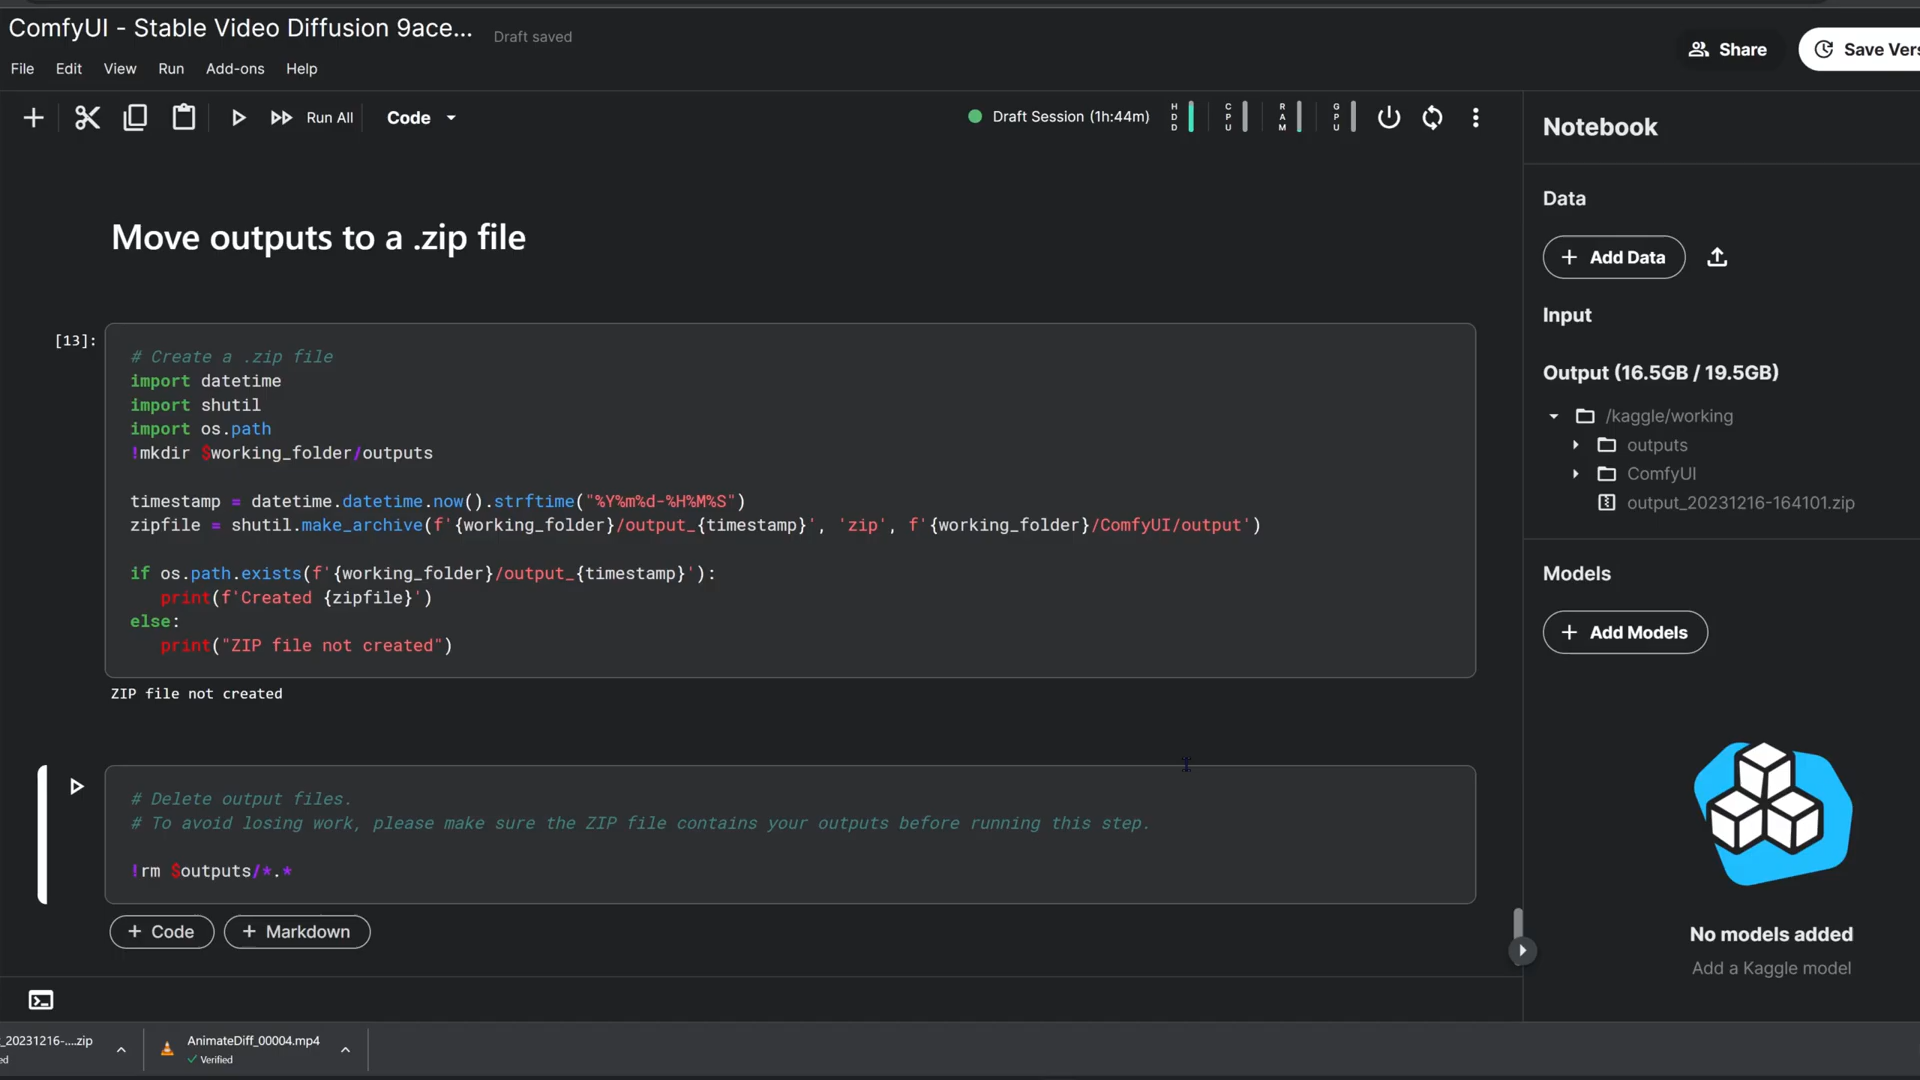 ComfyUI - Stable Video Diffusion 9ace...
Draft saved
File Edit View Run Add-ons Help
Share
Save Vers
Run All
Code
Draft Session (1h:44m)
HDD
CPU
RAM
GPU
Notebook
Data
+ Add Data
Input
Output (16.5GB / 19.5GB)
/kaggle/working
outputs
ComfyUI
output_20231216-164101.zip
Models
+ Add Models
No models added
Add a Kaggle model
Move outputs to a .zip file
[13]:
# Create a .zip file
import datetime
import shutil
import os.path
!mkdir $working_folder/outputs
timestamp = datetime.datetime.now().strftime("%Y%m%d-%H%M%S")
zipfile = shutil.make_archive(f'{working_folder}/output_{timestamp}', 'zip', f'{working_folder}/ComfyUI/output')
if os.path.exists(f'{working_folder}/output_{timestamp}'):
print(f'Created {zipfile}')
else:
print("ZIP file not created")
ZIP file not created
# Delete output files.
# To avoid losing work, please make sure the ZIP file contains your outputs before running this step.
!rm $outputs/*.*
+ Code
+ Markdown
_20231216-....zip
ed
AnimateDiff_00004.mp4
Verified